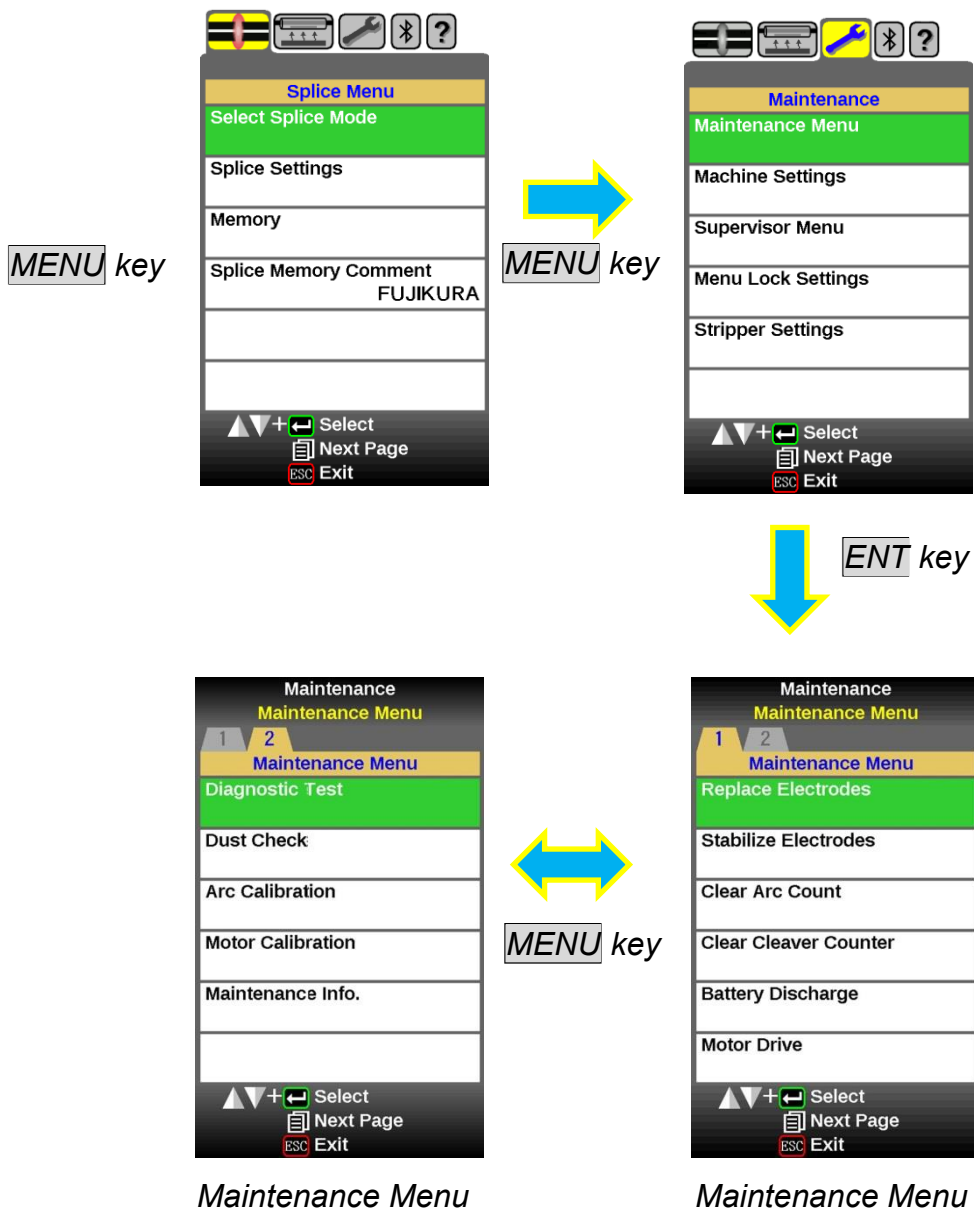 ?
Splice Menu
Select Splice Mode
Splice Settings
Memory
Splice Memory Comment
FUJIKURA
+ Select
Next Page
ESC Exit
MENU key
MENU key
?
Maintenance
Maintenance Menu
Machine Settings
Supervisor Menu
Menu Lock Settings
Stripper Settings
+ Select
Next Page
ESC Exit
ENT key
Maintenance
Maintenance Menu
1 2
Maintenance Menu
Diagnostic Test
Dust Check
Arc Calibration
Motor Calibration
Maintenance Info.
+ Select
Next Page
ESC Exit
Maintenance Menu
MENU key
Maintenance
Maintenance Menu
1 2
Maintenance Menu
Replace Electrodes
Stabilize Electrodes
Clear Arc Count
Clear Cleaver Counter
Battery Discharge
Motor Drive
+ Select
Next Page
ESC Exit
Maintenance Menu